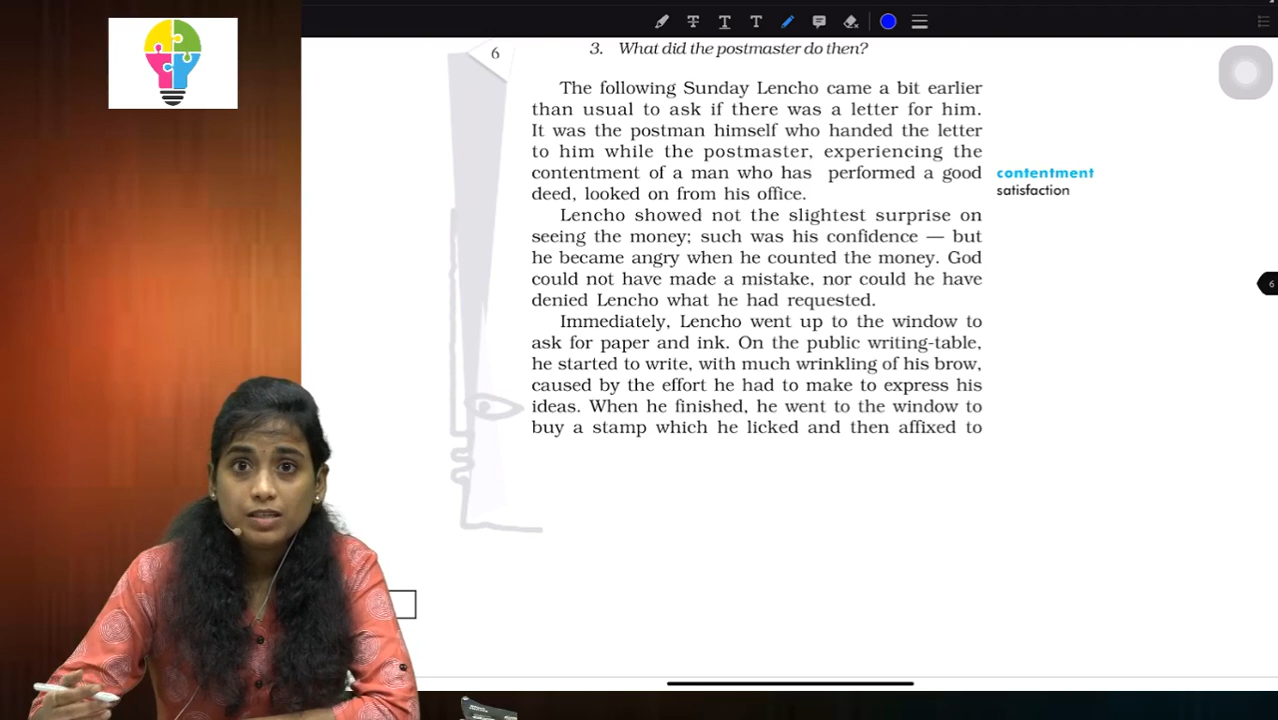 6
3. What did the postmaster do then?
The following Sunday Lencho came a bit earlier
than usual to ask if there was a letter for him.
It was the postman himself who handed the letter
to him while the postmaster, experiencing the
contentment of a man who has performed a good
deed, looked on from his office.
contentment
satisfaction
Lencho showed not the slightest surprise on
seeing the money; such was his confidence — but
he became angry when he counted the money. God
could not have made a mistake, nor could he have
denied Lencho what he had requested.
Immediately, Lencho went up to the window to
ask for paper and ink. On the public writing-table,
he started to write, with much wrinkling of his brow,
caused by the effort he had to make to express his
ideas. When he finished, he went to the window to
buy a stamp which he licked and then affixed to
6